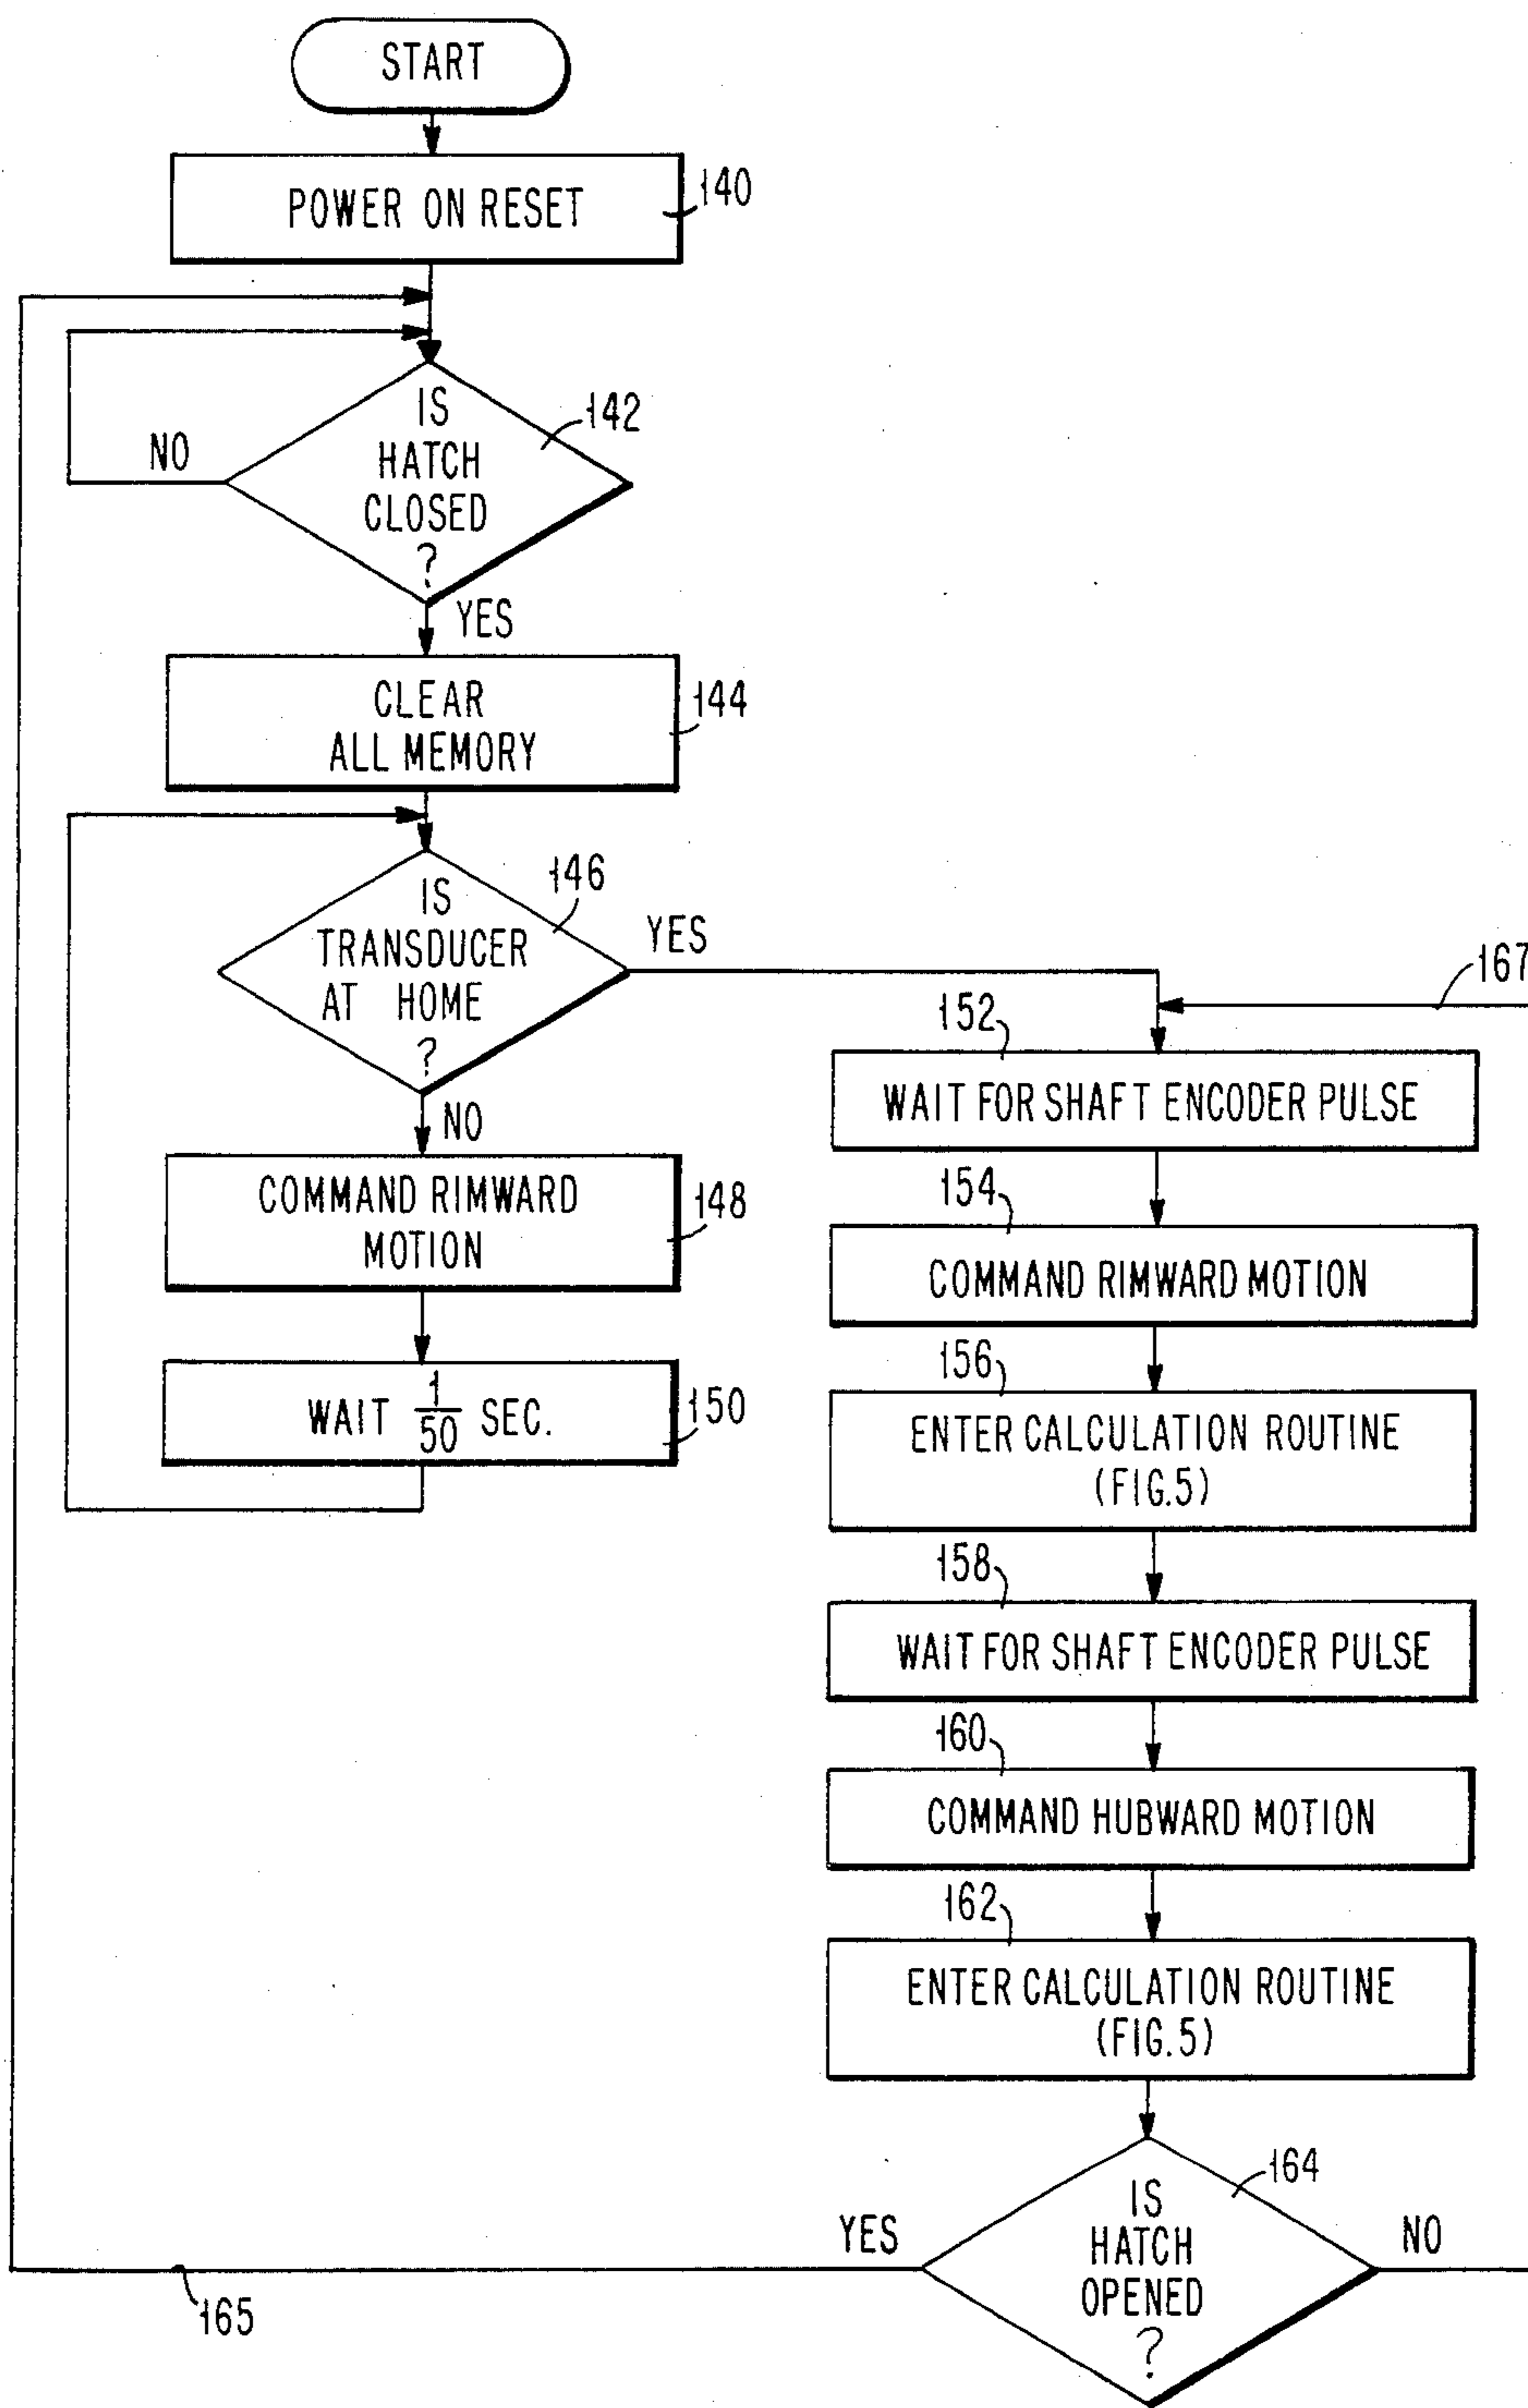 START
POWER ON RESET
140
IS
HATCH
CLOSED
?
142
NO
YES
CLEAR
ALL MEMORY
144
IS
TRANSDUCER
AT HOME
?
146
YES
NO
COMMAND RIMWARD
MOTION
148
WAIT 1/50 SEC.
150
167
152
WAIT FOR SHAFT ENCODER PULSE
154
COMMAND RIMWARD MOTION
156
ENTER CALCULATION ROUTINE
(FIG.5)
158
WAIT FOR SHAFT ENCODER PULSE
160
COMMAND HUBWARD MOTION
162
ENTER CALCULATION ROUTINE
(FIG.5)
164
IS
HATCH
OPENED
?
YES
NO
165